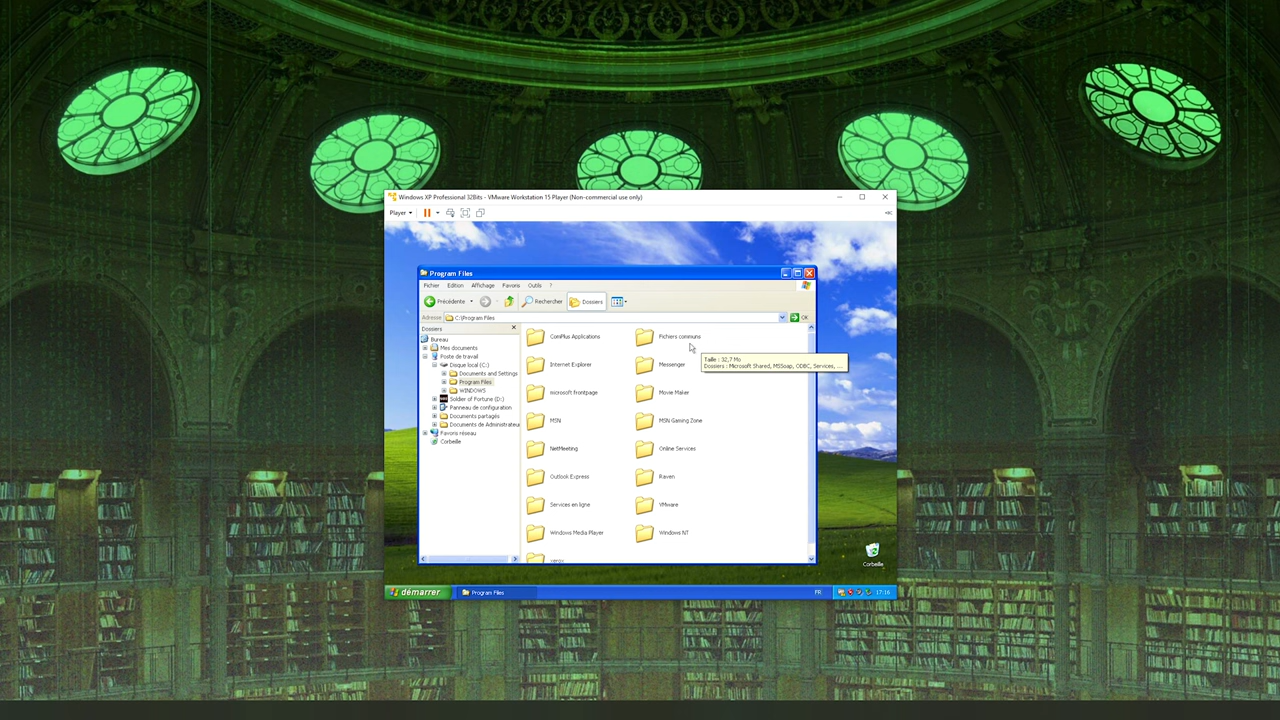 Windows XP Professional 32Bits - VMware Workstation 15 Player (Non-commercial use only)
Player
Program Files
Fichier Edition Affichage Favoris Outils ?
Précédente Rechercher Dossiers
Adresse C:\Program Files OK
Dossiers
Bureau
Mes documents
Poste de travail
Disque local (C:)
Documents and Settings
Program Files
WINDOWS
Soldier of Fortune (D:)
Panneau de configuration
Documents partagés
Documents de Administrateu
Favoris réseau
Corbeille
ComPlus Applications
Fichiers communs
Internet Explorer
Messenger
microsoft frontpage
Movie Maker
MSN
MSN Gaming Zone
NetMeeting
Online Services
Outlook Express
Raven
Services en ligne
VMware
Windows Media Player
Windows NT
xerox
Taille : 32,7 Mo
Dossiers : Microsoft Shared, MSSoap, ODBC, Services, ...
Corbeille
démarrer Program Files FR 17:16